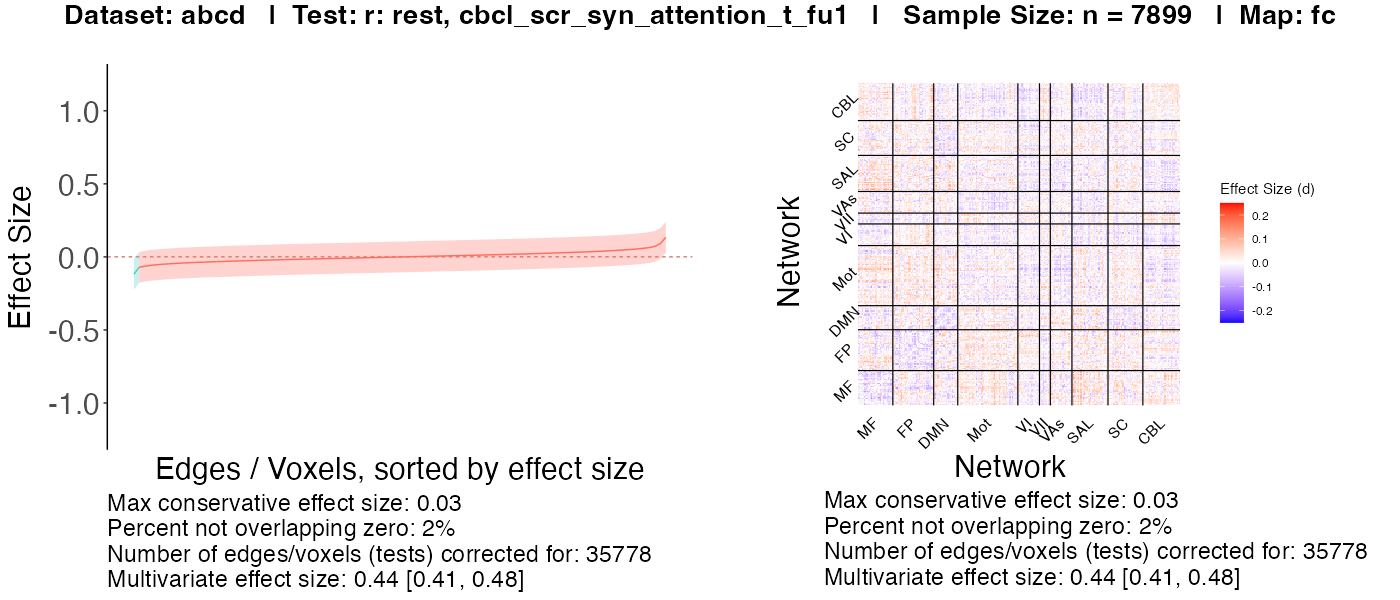 Dataset: abcd | Test: r: rest, cbcl_scr_syn_attention_t_fu1 | Sample Size: n = 7899 | Map: fc
Effect Size
1.0
0.5
0.0
-0.5
-1.0
Edges / Voxels, sorted by effect size
Max conservative effect size: 0.03
Percent not overlapping zero: 2%
Number of edges/voxels (tests) corrected for: 35778
Multivariate effect size: 0.44 [0.41, 0.48]
Network
CBL
SC
SAL
VAs
VII
VI
Mot
DMN
FP
MF
MF
FP
DMN
Mot
VI
VII
VAs
SAL
SC
CBL
Network
Effect Size (d)
0.2
0.1
0.0
-0.1
-0.2
Max conservative effect size: 0.03
Percent not overlapping zero: 2%
Number of edges/voxels (tests) corrected for: 35778
Multivariate effect size: 0.44 [0.41, 0.48]